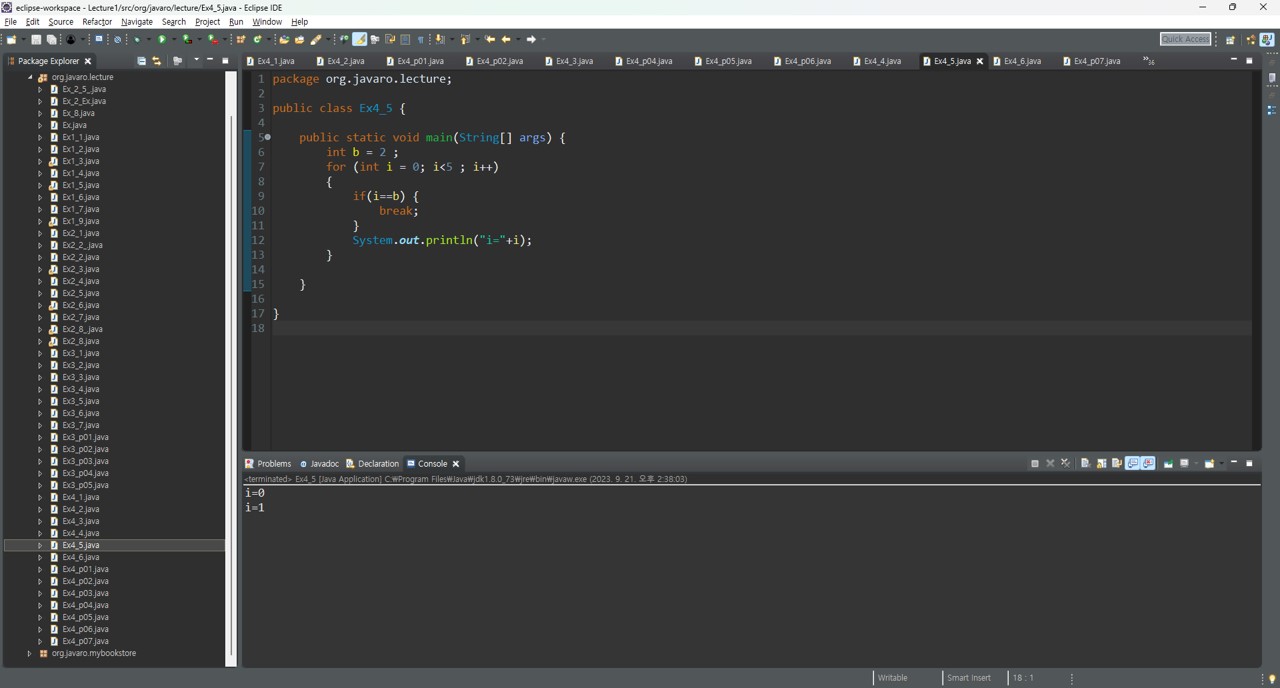 eclipse-workspace - Lecture1/src/org/javaro/lecture/Ex4_5.java - Eclipse IDE
File Edit Source Refactor Navigate Search Project Run Window Help
Quick Access
Package Explorer
org.javaro.lecture
Ex_2_5_.java
Ex_2_Ex.java
Ex_8.java
Ex.java
Ex1_1.java
Ex1_2.java
Ex1_3.java
Ex1_4.java
Ex1_5.java
Ex1_6.java
Ex1_7.java
Ex1_9.java
Ex2_1.java
Ex2_2_.java
Ex2_2.java
Ex2_3.java
Ex2_4.java
Ex2_5.java
Ex2_6.java
Ex2_7.java
Ex2_8_.java
Ex2_8.java
Ex3_1.java
Ex3_2.java
Ex3_3.java
Ex3_4.java
Ex3_5.java
Ex3_6.java
Ex3_7.java
Ex3_p01.java
Ex3_p02.java
Ex3_p03.java
Ex3_p04.java
Ex3_p05.java
Ex4_1.java
Ex4_2.java
Ex4_3.java
Ex4_4.java
Ex4_5.java
Ex4_6.java
Ex4_p01.java
Ex4_p02.java
Ex4_p03.java
Ex4_p04.java
Ex4_p05.java
Ex4_p06.java
Ex4_p07.java
org.javaro.mybookstore
Ex4_1.java Ex4_2.java Ex4_p01.java Ex4_p02.java Ex4_3.java Ex4_p04.java Ex4_p05.java Ex4_p06.java Ex4_4.java Ex4_5.java Ex4_6.java Ex4_p07.java »36
1 package org.javaro.lecture;
2
3 public class Ex4_5 {
4
5 public static void main(String[] args) {
6 int b = 2 ;
7 for (int i = 0; i<5 ; i++)
8 {
9 if(i==b) {
10 break;
11 }
12 System.out.println("i="+i);
13 }
14
15 }
16
17 }
18
Problems Javadoc Declaration Console
<terminated> Ex4_5 [Java Application] C:₩Program Files₩Java₩jdk1.8.0_73₩jre₩bin₩javaw.exe (2023. 9. 21. 오후 2:38:03)
i=0
i=1
Writable Smart Insert 18 : 1